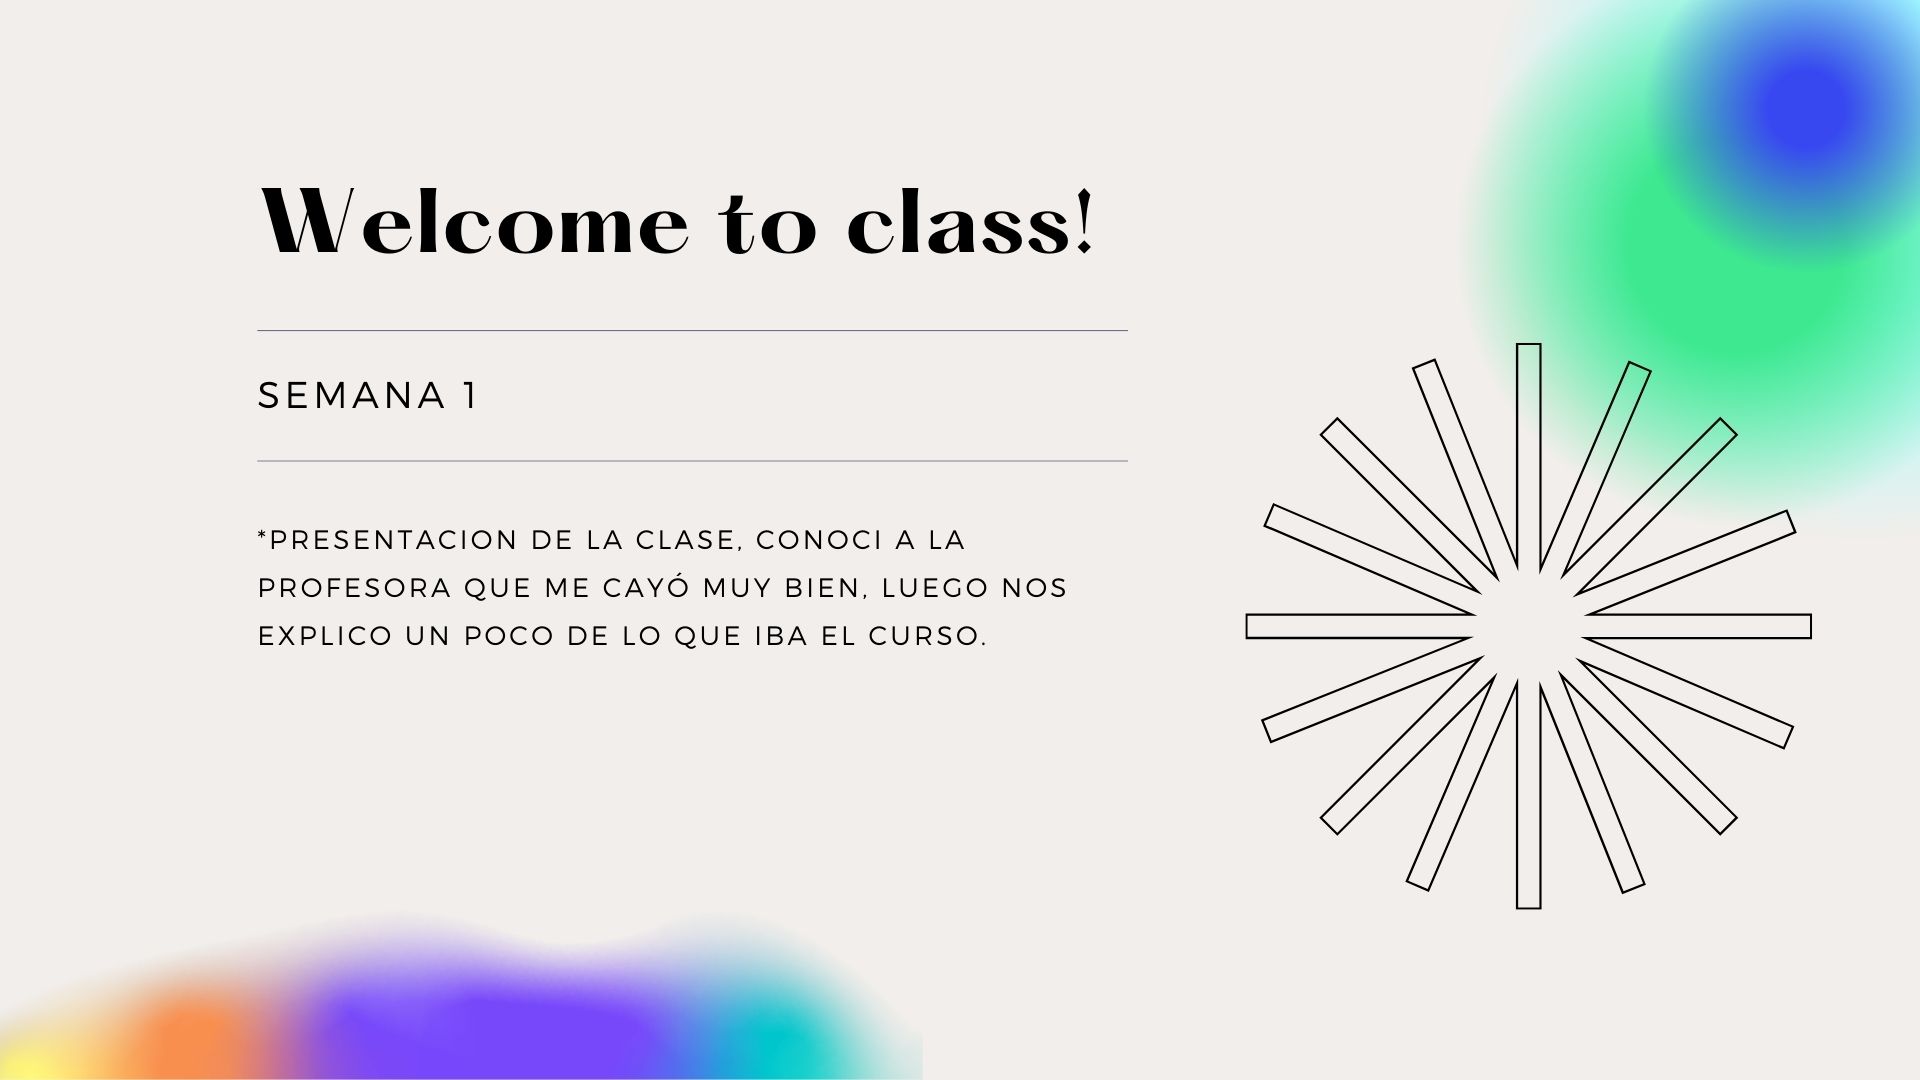 Welcome to class!
SEMANA 1
*PRESENTACION DE LA CLASE, CONOCI A LA
PROFESORA QUE ME CAYÓ MUY BIEN, LUEGO NOS
EXPLICO UN POCO DE LO QUE IBA EL CURSO.